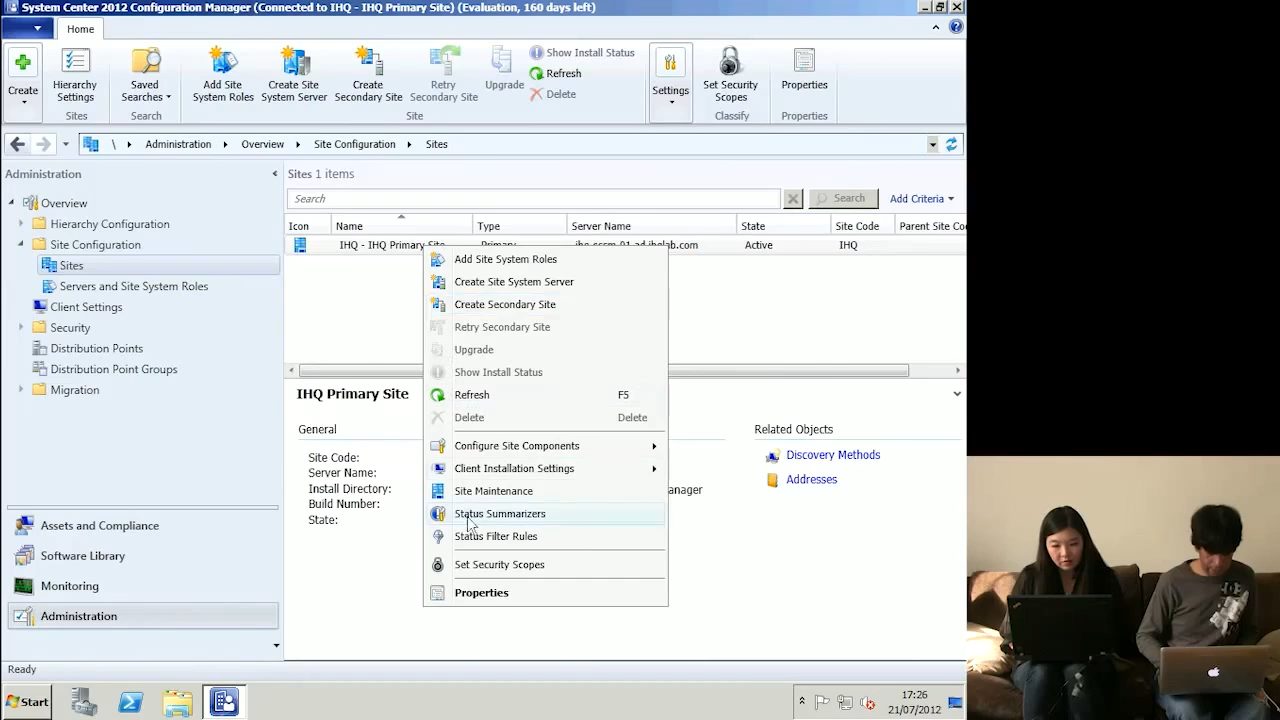 System Center 2012 Configuration Manager (Connected to IHQ - IHQ Primary Site) (Evaluation, 160 days left)
Home
Create
Hierarchy Settings
Saved Searches
Add Site System Roles
Create Site System Server
Create Secondary Site
Retry Secondary Site
Upgrade
Show Install Status
Refresh
Delete
Settings
Set Security Scopes
Properties
Sites
Search
Site
Classify
Properties
\ Administration Overview Site Configuration Sites
Administration
Overview
Hierarchy Configuration
Site Configuration
Sites
Servers and Site System Roles
Client Settings
Security
Distribution Points
Distribution Point Groups
Migration
Assets and Compliance
Software Library
Monitoring
Administration
Sites 1 items
Search
Search
Add Criteria
Icon Name Type Server Name State Site Code Parent Site Co
IHQ - IHQ Primary Site Primary ihq-sccm-01.ad.ihqlab.com Active IHQ
Add Site System Roles
Create Site System Server
Create Secondary Site
Retry Secondary Site
Upgrade
Show Install Status
Refresh F5
Delete Delete
Configure Site Components
Client Installation Settings
Site Maintenance
Status Summarizers
Status Filter Rules
Set Security Scopes
Properties
IHQ Primary Site
General
Site Code:
Server Name:
Install Directory:
Build Number:
State:
anager
Related Objects
Discovery Methods
Addresses
Ready
Start
17:26
21/07/2012